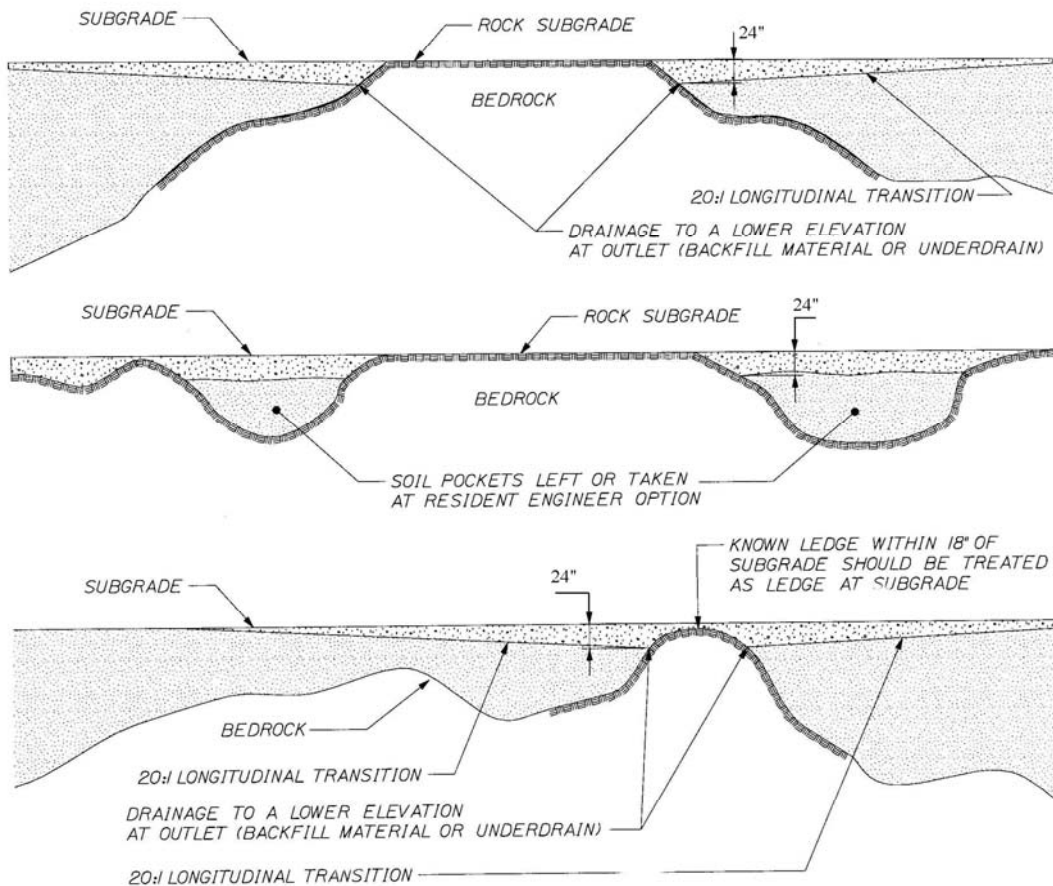 SUBGRADE
ROCK SUBGRADE
24"
BEDROCK
20:1 LONGITUDINAL TRANSITION
DRAINAGE TO A LOWER ELEVATION
AT OUTLET (BACKFILL MATERIAL OR UNDERDRAIN)
SUBGRADE
ROCK SUBGRADE
24"
BEDROCK
SOIL POCKETS LEFT OR TAKEN
AT RESIDENT ENGINEER OPTION
KNOWN LEDGE WITHIN 18" OF
SUBGRADE SHOULD BE TREATED
AS LEDGE AT SUBGRADE
SUBGRADE
24"
BEDROCK
20:1 LONGITUDINAL TRANSITION
DRAINAGE TO A LOWER ELEVATION
AT OUTLET (BACKFILL MATERIAL OR UNDERDRAIN)
20:1 LONGITUDINAL TRANSITION